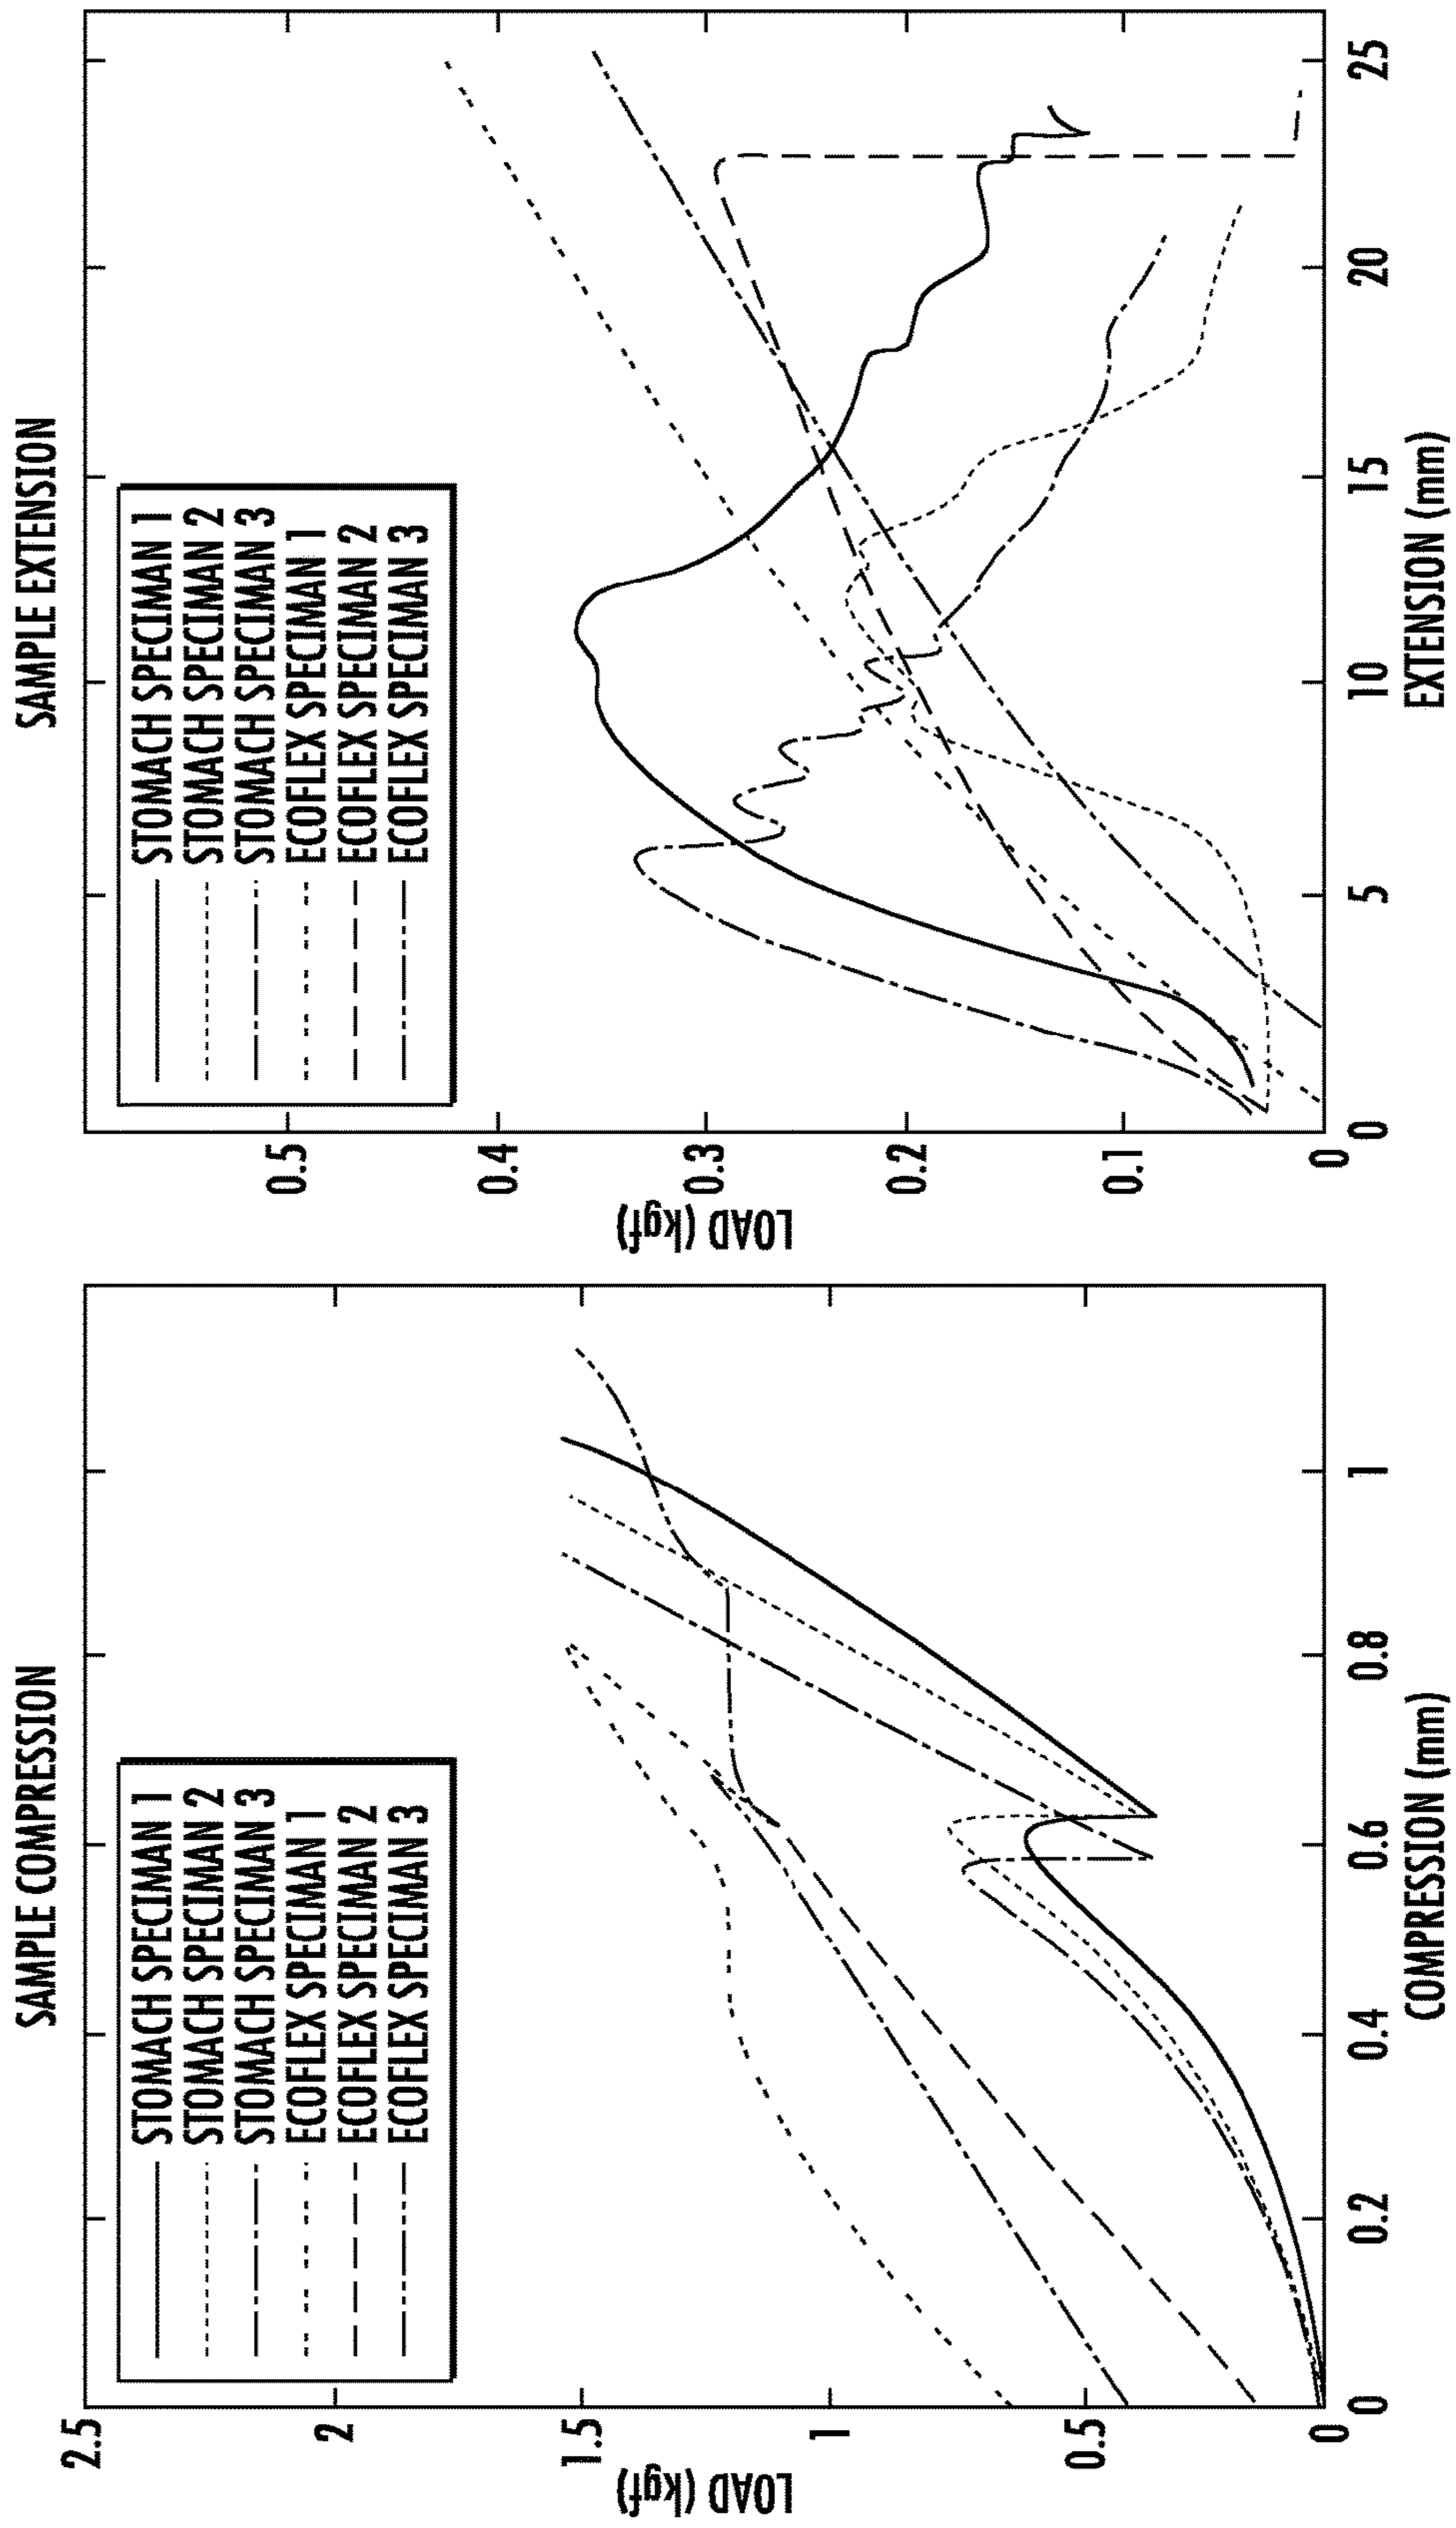 SAMPLE COMPRESSION
2.5
2
1.5
1
0.5
0
LOAD (kgf)
STOMACH SPECIMAN 1
STOMACH SPECIMAN 2
STOMACH SPECIMAN 3
ECOFLEX SPECIMAN 1
ECOFLEX SPECIMAN 2
ECOFLEX SPECIMAN 3
0 0.2 0.4 0.6 0.8 1
COMPRESSION (mm)
SAMPLE EXTENSION
0.5
0.4
0.3
0.2
0.1
0
LOAD (kgf)
STOMACH SPECIMAN 1
STOMACH SPECIMAN 2
STOMACH SPECIMAN 3
ECOFLEX SPECIMAN 1
ECOFLEX SPECIMAN 2
ECOFLEX SPECIMAN 3
0 5 10 15 20 25
EXTENSION (mm)